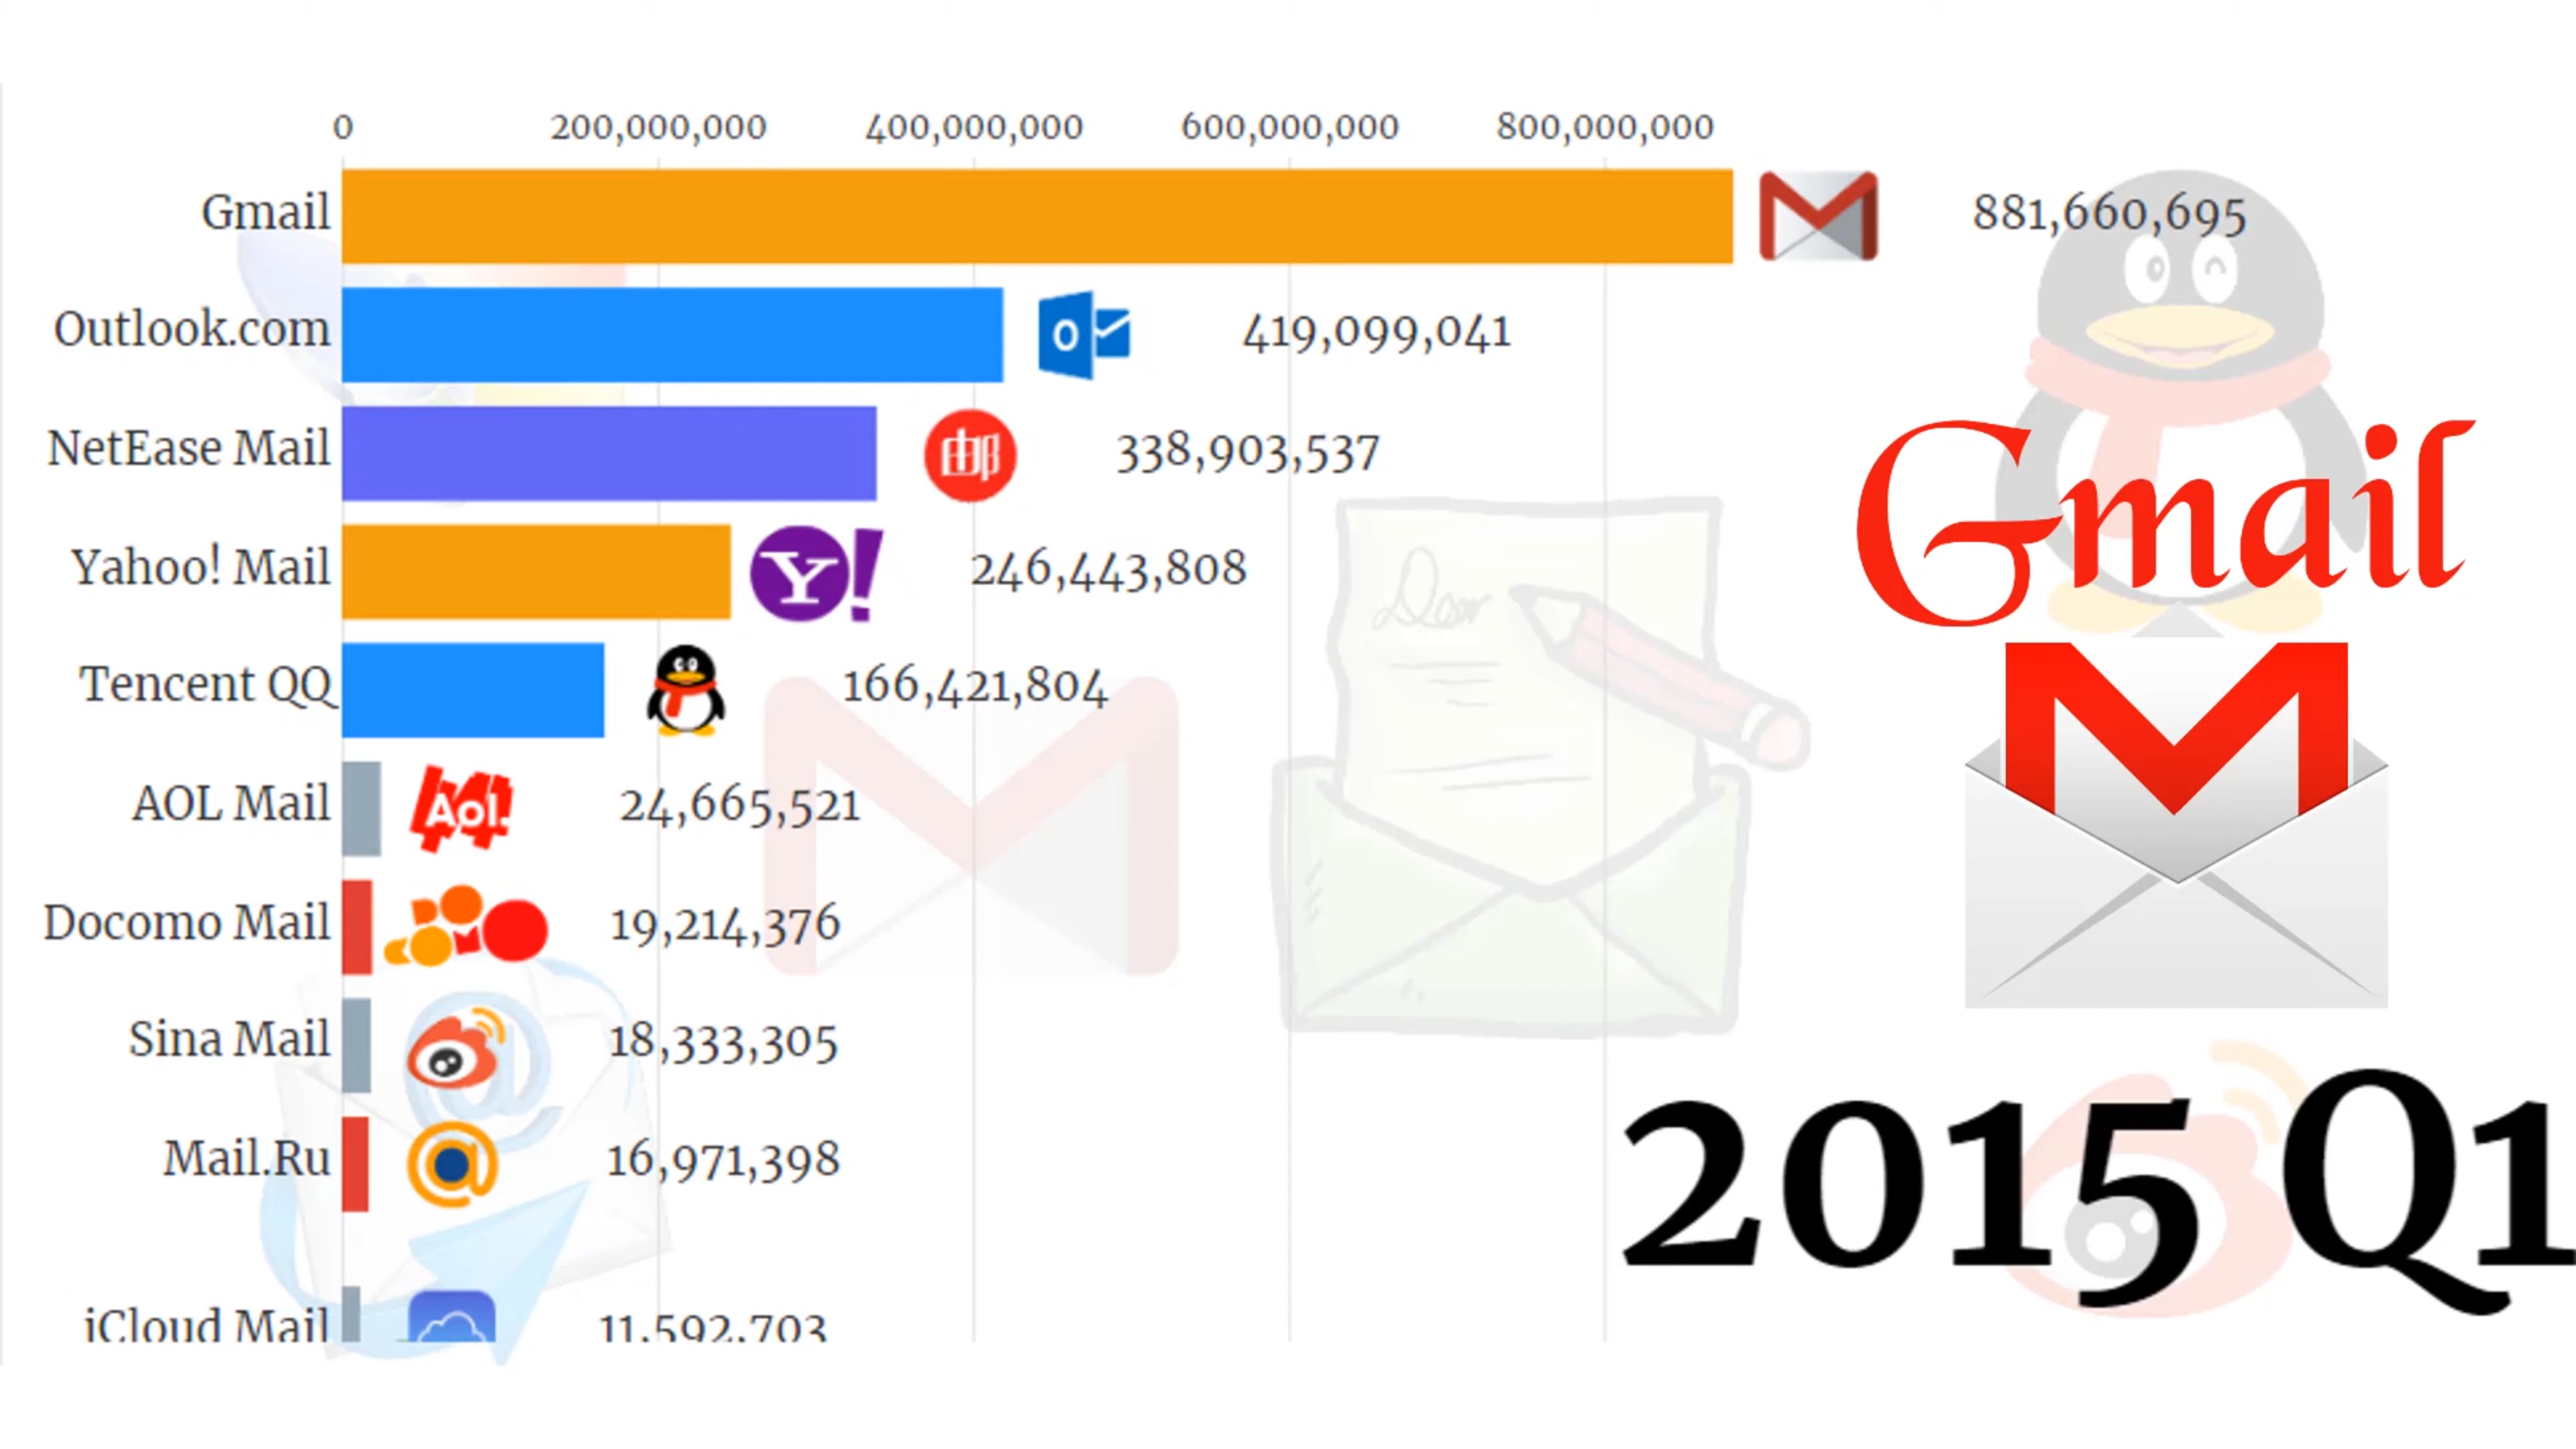 0 200,000,000 400,000,000 600,000,000 800,000,000
Gmail 881,660,695
Outlook.com O 419,099,041
NetEase Mail 邮 338,903,537
Yahoo! Mail Y! 246,443,808
Tencent QQ 166,421,804
AOL Mail Aol. 24,665,521
Docomo Mail 19,214,376
Sina Mail 18,333,305
Mail.Ru @ 16,971,398
iCloud Mail 11,592,703
Dear
Gmail
2015 Q1